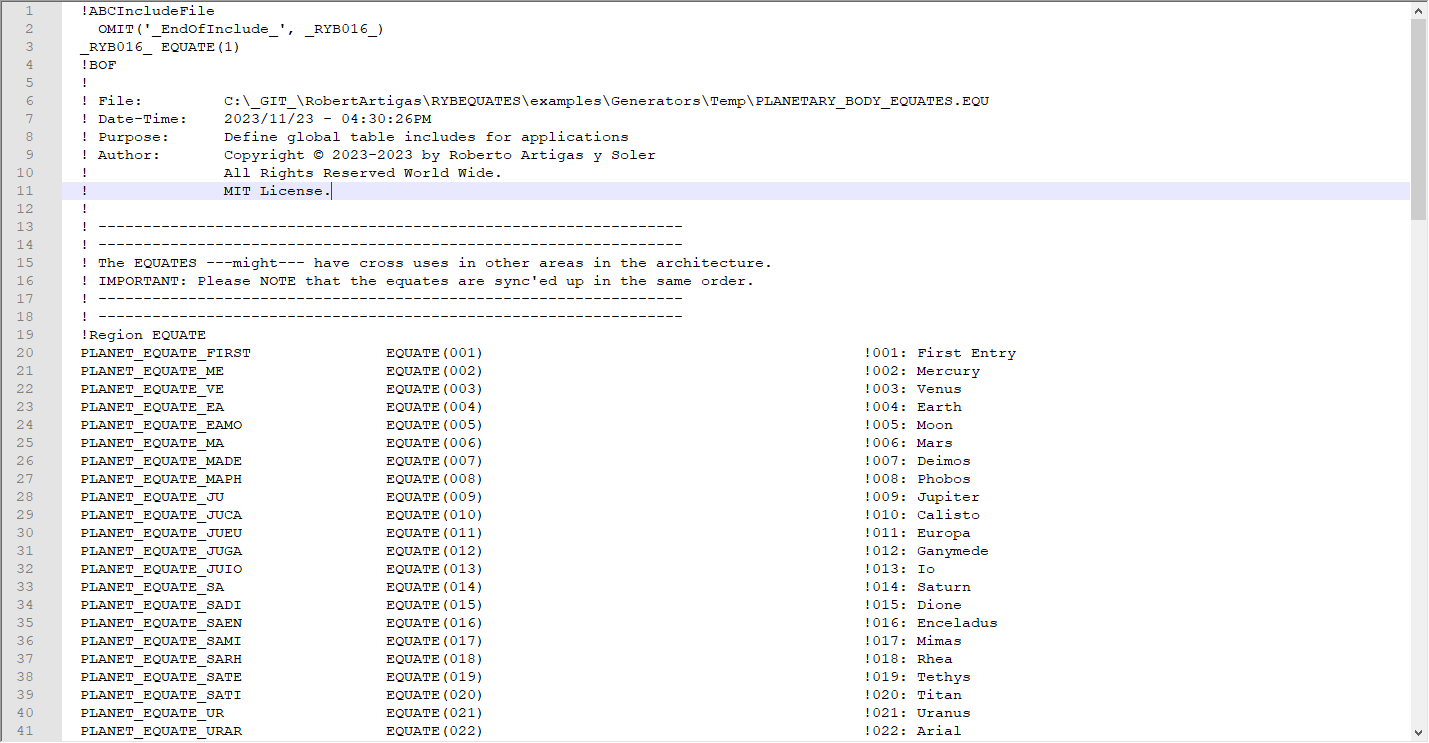 1 !ABCIncludeFile
2 OMIT('_EndOfInclude_', _RYB016_)
3 _RYB016_ EQUATE(1)
4 !BOF
5 !
6 ! File: C:\_GIT_\RobertArtigas\RYBEQUATES\examples\Generators\Temp\PLANETARY_BODY_EQUATES.EQU
7 ! Date-Time: 2023/11/23 - 04:30:26PM
8 ! Purpose: Define global table includes for applications
9 ! Author: Copyright © 2023-2023 by Roberto Artigas y Soler
10 ! All Rights Reserved World Wide.
11 ! MIT License.
12 !
13 ! -----------------------------------------------------------------
14 ! -----------------------------------------------------------------
15 ! The EQUATES ---might--- have cross uses in other areas in the architecture.
16 ! IMPORTANT: Please NOTE that the equates are sync'ed up in the same order.
17 ! -----------------------------------------------------------------
18 ! -----------------------------------------------------------------
19 !Region EQUATE
20 PLANET_EQUATE_FIRST EQUATE(001) !001: First Entry
21 PLANET_EQUATE_ME EQUATE(002) !002: Mercury
22 PLANET_EQUATE_VE EQUATE(003) !003: Venus
23 PLANET_EQUATE_EA EQUATE(004) !004: Earth
24 PLANET_EQUATE_EAMO EQUATE(005) !005: Moon
25 PLANET_EQUATE_MA EQUATE(006) !006: Mars
26 PLANET_EQUATE_MADE EQUATE(007) !007: Deimos
27 PLANET_EQUATE_MAPH EQUATE(008) !008: Phobos
28 PLANET_EQUATE_JU EQUATE(009) !009: Jupiter
29 PLANET_EQUATE_JUCA EQUATE(010) !010: Calisto
30 PLANET_EQUATE_JUEU EQUATE(011) !011: Europa
31 PLANET_EQUATE_JUGA EQUATE(012) !012: Ganymede
32 PLANET_EQUATE_JUIO EQUATE(013) !013: Io
33 PLANET_EQUATE_SA EQUATE(014) !014: Saturn
34 PLANET_EQUATE_SADI EQUATE(015) !015: Dione
35 PLANET_EQUATE_SAEN EQUATE(016) !016: Enceladus
36 PLANET_EQUATE_SAMI EQUATE(017) !017: Mimas
37 PLANET_EQUATE_SARH EQUATE(018) !018: Rhea
38 PLANET_EQUATE_SATE EQUATE(019) !019: Tethys
39 PLANET_EQUATE_SATI EQUATE(020) !020: Titan
40 PLANET_EQUATE_UR EQUATE(021) !021: Uranus
41 PLANET_EQUATE_URAR EQUATE(022) !022: Arial